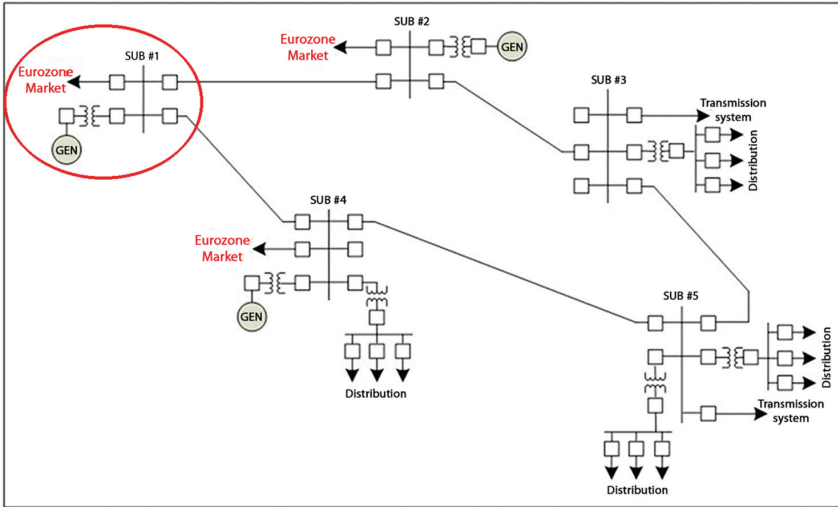 SUB #1
Eurozone
Market
GEN
SUB #2
Eurozone
Market
GEN
SUB #3
Transmission
system
Distribution
SUB #4
Eurozone
Market
GEN
Distribution
SUB #5
Distribution
Transmission
system
Distribution